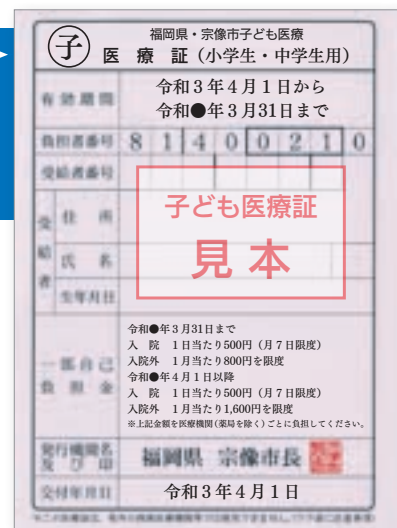 子
福岡県・宗像市子ども医療
医療証（小学生・中学生用）
有効期間
令和3年4月1日から
令和●年3月31日まで
負担者番号 8 1 4 0 0 2 1 0
受給者番号
受給者
住所
氏名
生年月日
子ども医療証
見本
一部自己負担金
令和●年3月31日まで
入 院 1日当たり500円（月7日限度）
入院外 1月当たり800円を限度
令和●年4月1日以降
入 院 1日当たり500円（月7日限度）
入院外 1月当たり1,600円を限度
※上記金額を医療機関（薬局を除く）ごとに負担してください。
発行機関名及び印
福岡県 宗像市長
交付年月日
令和3年4月1日